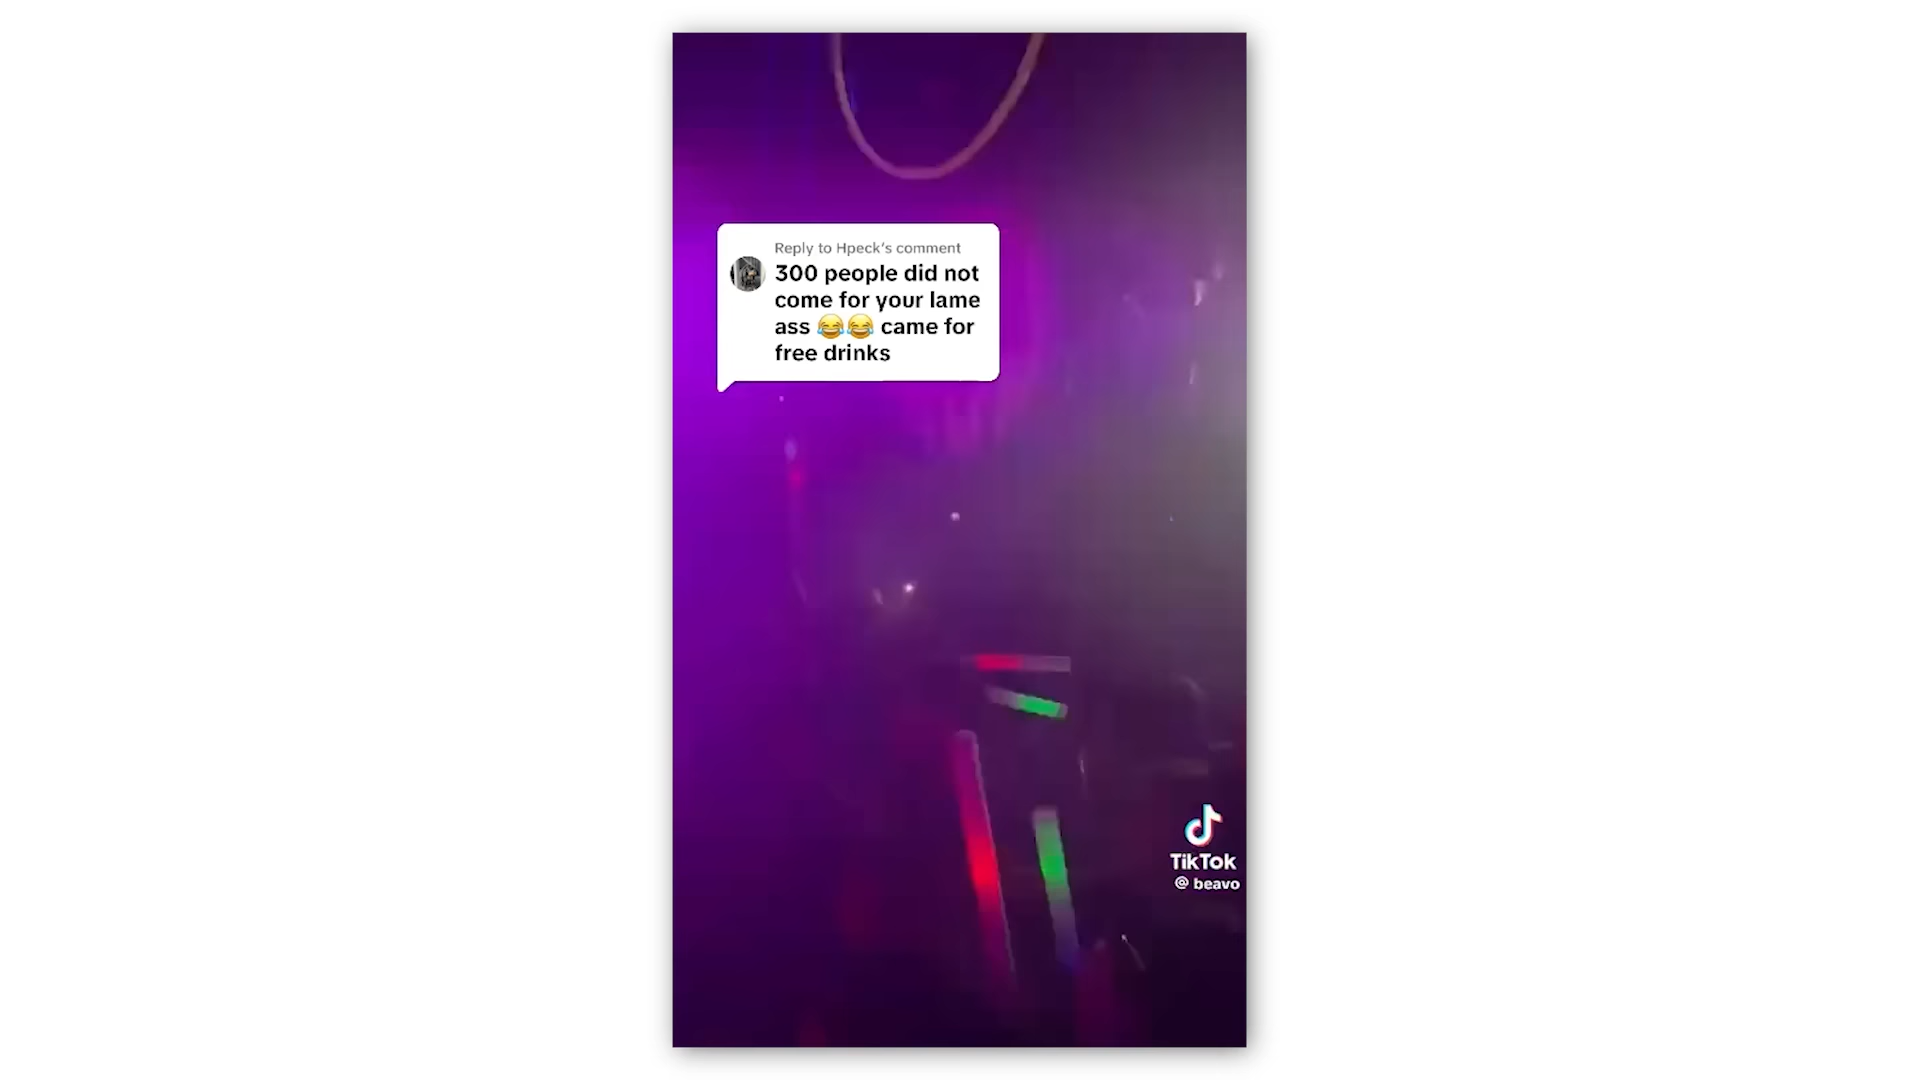 Reply to Hpeck's comment
300 people did not
come for your lame
ass 😂😂 came for
free drinks
TikTok
@ beavo